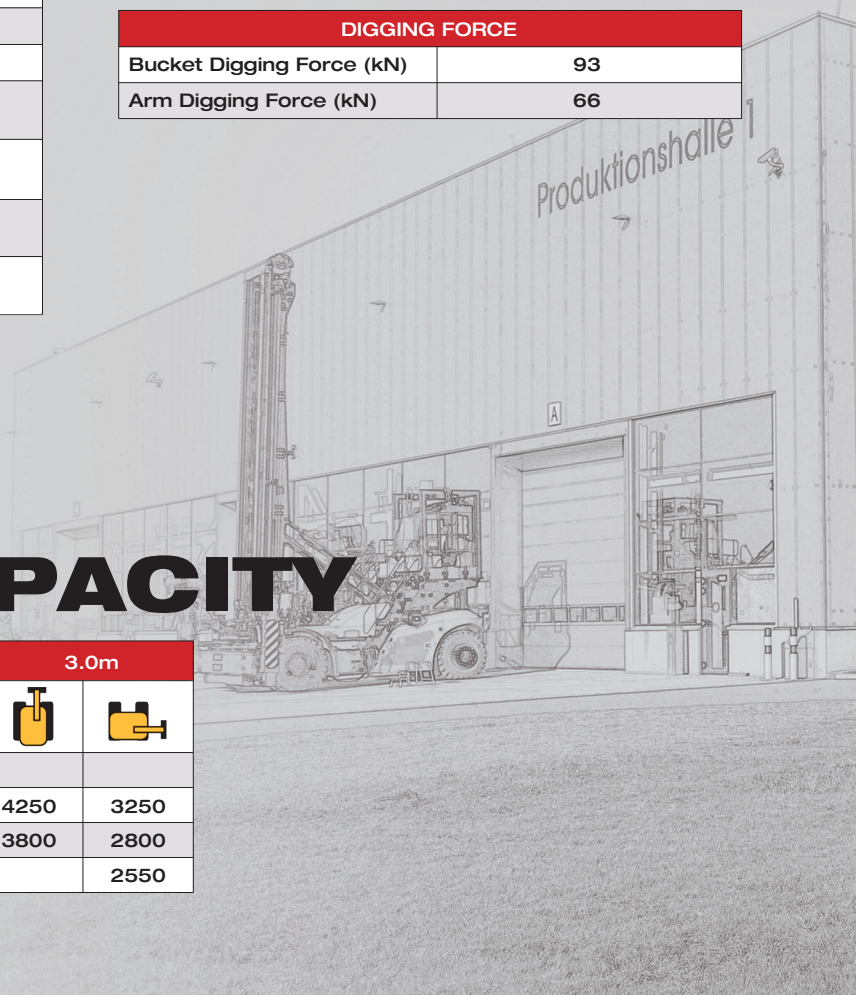 DIGGING FORCE
Bucket Digging Force (kN) 93
Arm Digging Force (kN) 66
Produktionshalle 1
A
PACITY
3.0m
4250 3250
3800 2800
2550